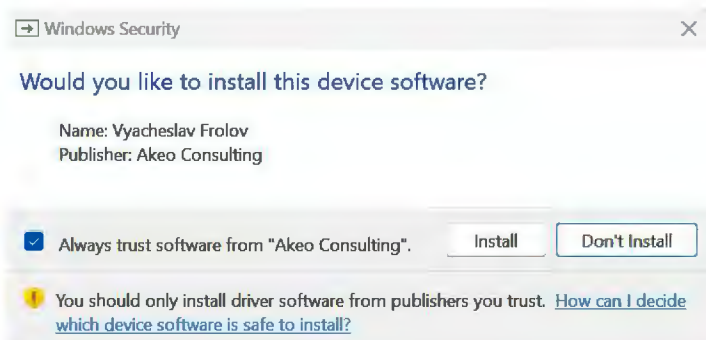 Windows Security
Would you like to install this device software?
Name: Vyacheslav Frolov
Publisher: Akeo Consulting
Always trust software from "Akeo Consulting".
Install
Don't Install
You should only install driver software from publishers you trust. How can I decide
which device software is safe to install?